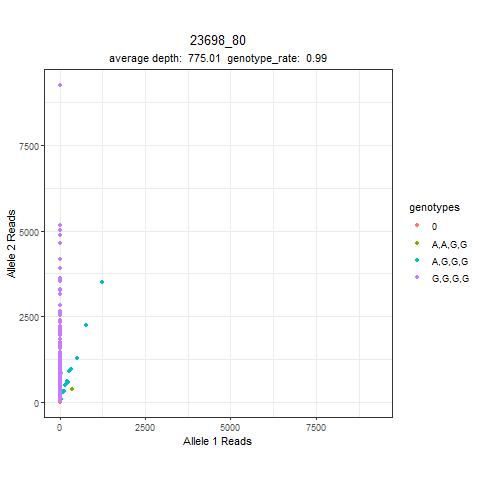 23698_80
average depth: 775.01 genotype_rate: 0.99
7500
5000
2500
0
Allele 2 Reads
0
2500
5000
7500
Allele 1 Reads
genotypes
0
A,A,G,G
A,G,G,G
G,G,G,G